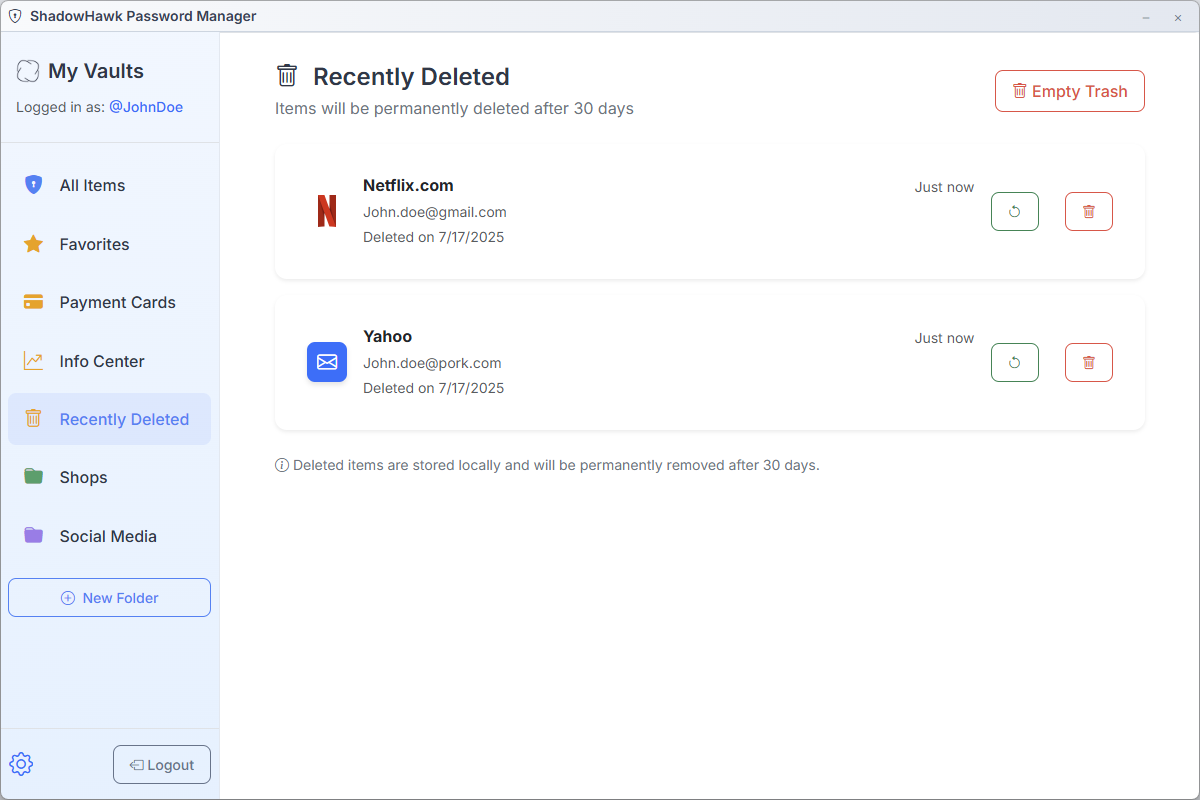 ShadowHawk Password Manager
My Vaults
Logged in as: @JohnDoe
All Items
Favorites
Payment Cards
Info Center
Recently Deleted
Shops
Social Media
New Folder
Logout
Recently Deleted
Items will be permanently deleted after 30 days
Empty Trash
Netflix.com
John.doe@gmail.com
Deleted on 7/17/2025
Just now
Yahoo
John.doe@pork.com
Deleted on 7/17/2025
Just now
Deleted items are stored locally and will be permanently removed after 30 days.